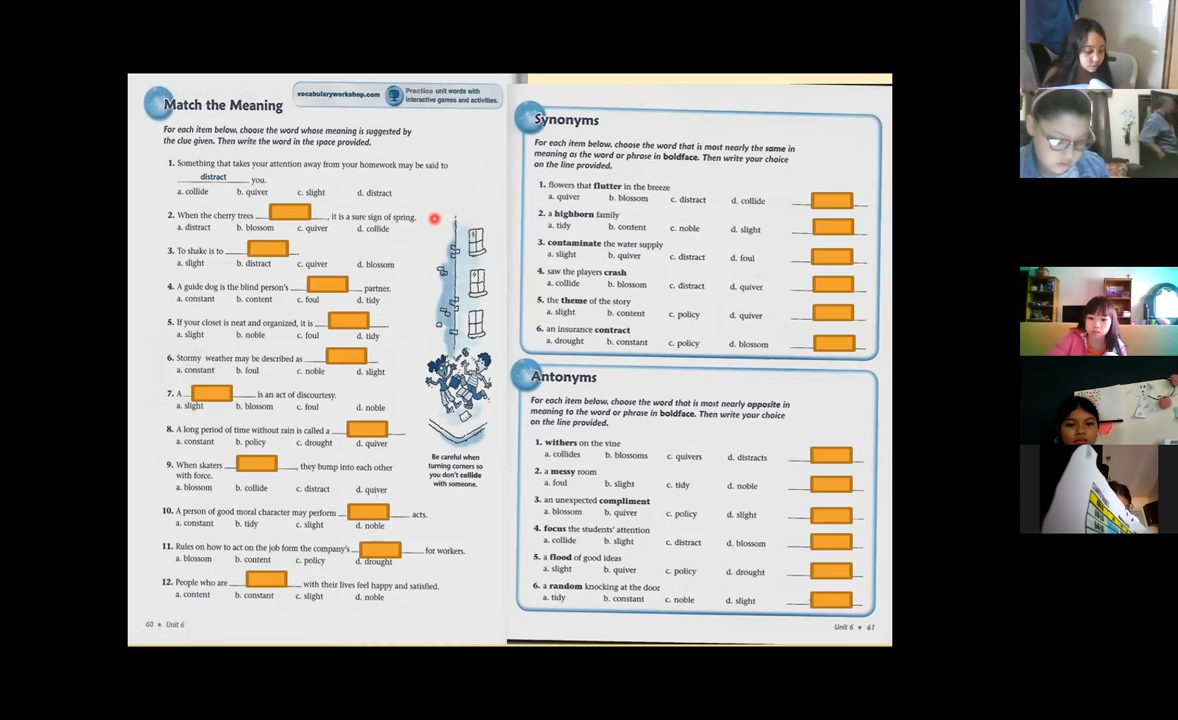 Match the Meaning
vocabularyworkshop.com
Practice unit words with
interactive games and activities.
For each item below, choose the word whose meaning is suggested by
the clue given. Then write the word in the space provided.
1. Something that takes your attention away from your homework may be said to
distract you.
a. collide b. quiver c. slight d. distract
2. When the cherry trees , it is a sure sign of spring.
a. distract b. blossom c. quiver d. collide
3. To shake is to
a. slight b. distract c. quiver d. blossom
4. A guide dog is the blind person's partner.
a. constant b. content c. foul d. tidy
5. If your closet is neat and organized, it is
a. slight b. noble c. foul d. tidy
6. Stormy weather may be described as
a. constant b. foul c. noble d. slight
7. A is an act of discourtesy.
a. slight b. blossom c. foul d. noble
8. A long period of time without rain is called a
a. constant b. policy c. drought d. quiver
9. When skaters , they bump into each other
with force.
a. blossom b. collide c. distract d. quiver
10. A person of good moral character may perform acts.
a. constant b. tidy c. slight d. noble
11. Rules on how to act on the job form the company's for workers.
a. blossom b. content c. policy d. drought
12. People who are with their lives feel happy and satisfied.
a. content b. constant c. slight d. noble
Be careful when
turning corners so
you don't collide
with someone.
60 • Unit 6
Synonyms
For each item below, choose the word that is most nearly the same in
meaning as the word or phrase in boldface. Then write your choice
on the line provided.
1. flowers that flutter in the breeze
a. quiver b. blossom c. distract d. collide
2. a highborn family
a. tidy b. content c. noble d. slight
3. contaminate the water supply
a. slight b. quiver c. distract d. foul
4. saw the players crash
a. collide b. blossom c. distract d. quiver
5. the theme of the story
a. slight b. content c. policy d. quiver
6. an insurance contract
a. drought b. constant c. policy d. blossom
Antonyms
For each item below, choose the word that is most nearly opposite in
meaning to the word or phrase in boldface. Then write your choice
on the line provided.
1. withers on the vine
a. collides b. blossoms c. quivers d. distracts
2. a messy room
a. foul b. slight c. tidy d. noble
3. an unexpected compliment
a. blossom b. quiver c. policy d. slight
4. focus the students' attention
a. collide b. slight c. distract d. blossom
5. a flood of good ideas
a. slight b. quiver c. policy d. drought
6. a random knocking at the door
a. tidy b. constant c. noble d. slight
Unit 6 • 61